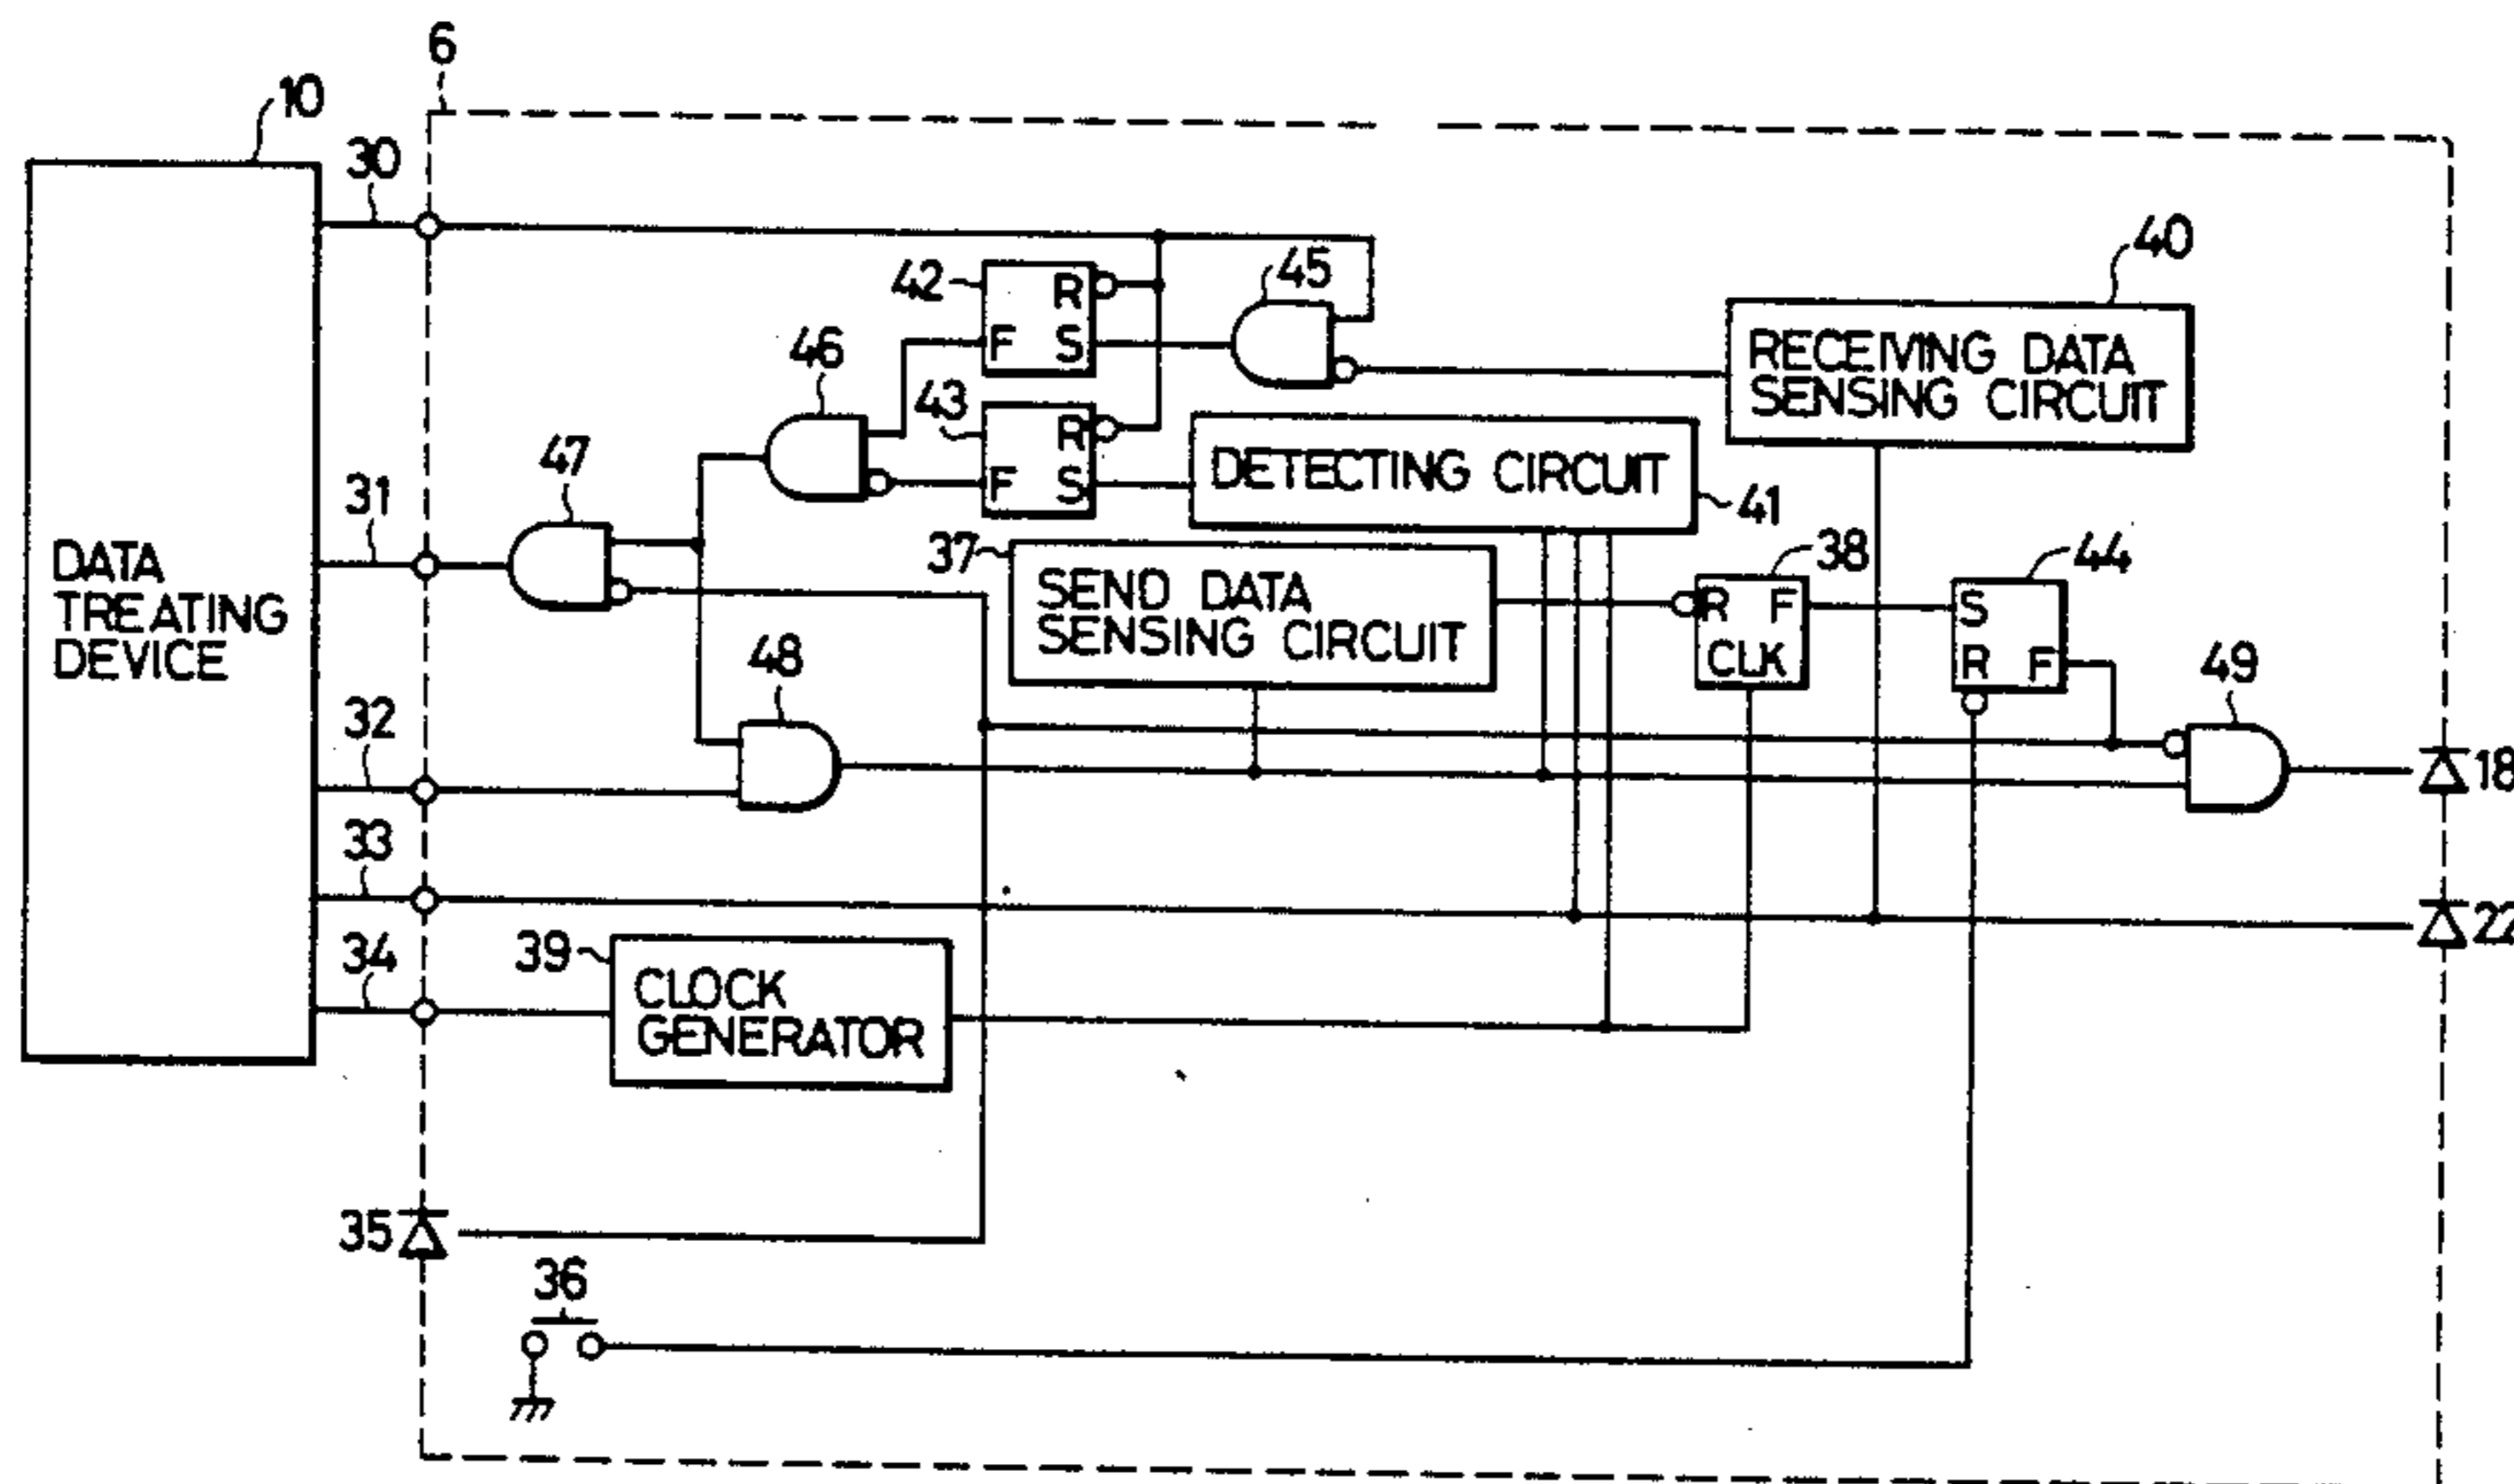 6
10
30
42
R
F S
45
40
RECEIVING DATA
SENSING CIRCUIT
46
43
R
F S
DETECTING CIRCUIT
41
47
31
37
SEND DATA
SENSING CIRCUIT
38
R F
CLK
44
S
R F
49
DATA
TREATING
DEVICE
48
32
18
33
22
34
39
CLOCK
GENERATOR
35
36